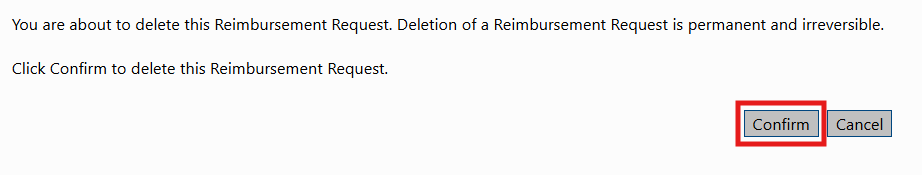 You are about to delete this Reimbursement Request. Deletion of a Reimbursement Request is permanent and irreversible.
Click Confirm to delete this Reimbursement Request.
Confirm Cancel